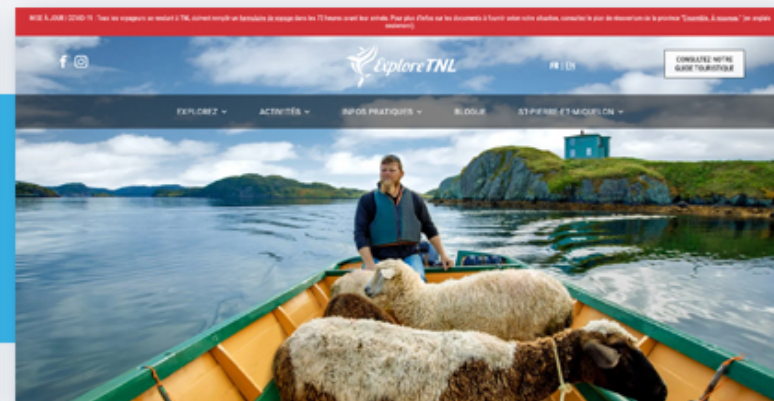 MISE À JOUR | COVID-19 : Tous les voyageurs se rendant à TNL doivent remplir un formulaire de voyage dans les 72 heures avant leur arrivée. Pour plus d'infos sur les documents à fournir selon votre situation, consultez le plan de réouverture de la province "Ensemble, à nouveau." (en anglais
seulement).
ExploreTNL
FR | EN
CONSULTEZ NOTRE
GUIDE TOURISTIQUE
EXPLOREZ
ACTIVITÉS
INFOS PRATIQUES
BLOGUE
ST-PIERRE-ET-MIQUELON